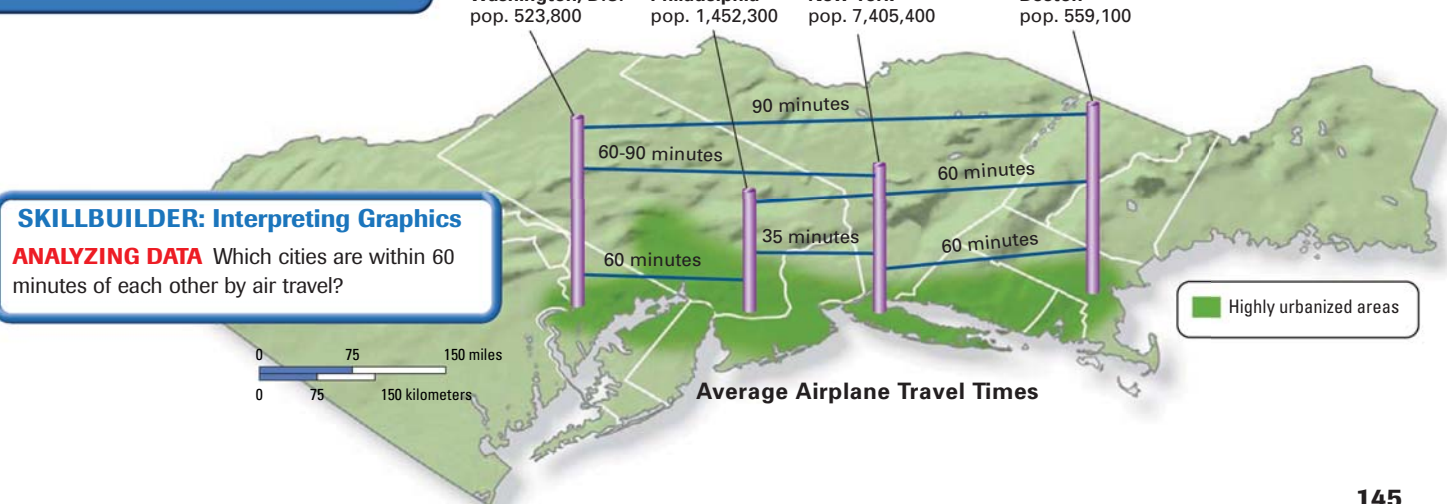 pop. 523,800
pop. 1,452,300
pop. 7,405,400
pop. 559,100
90 minutes
60-90 minutes
60 minutes
35 minutes
60 minutes
60 minutes
SKILLBUILDER: Interpreting Graphics
ANALYZING DATA Which cities are within 60
minutes of each other by air travel?
Highly urbanized areas
0 75 150 miles
0 75 150 kilometers
Average Airplane Travel Times
145